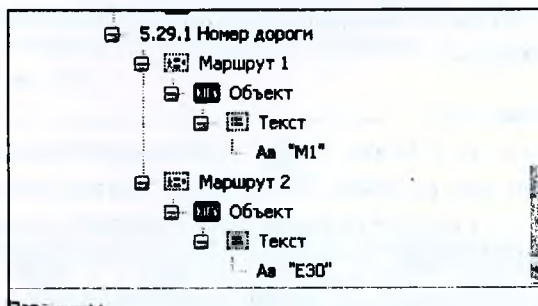 5.29.1 Номер дороги
Маршрут 1
Объект
Текст
Aa "M1"
Маршрут 2
Объект
Текст
Aa "E30"